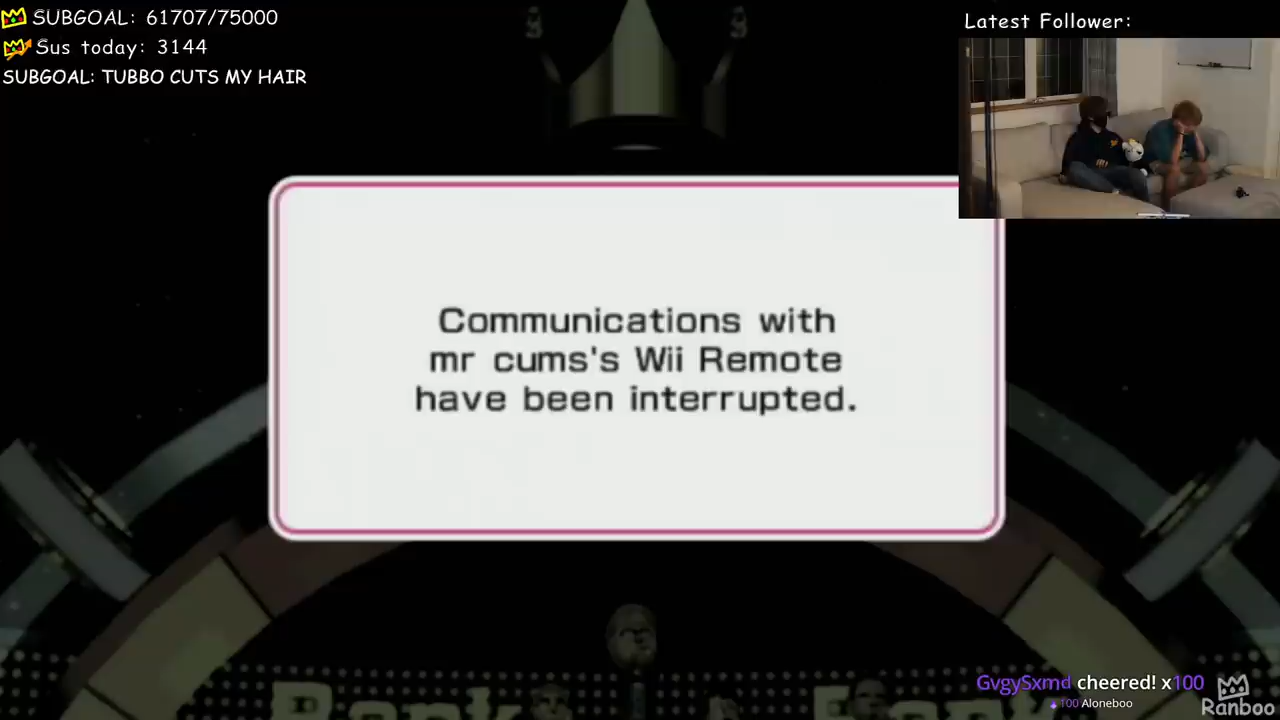 SUBGOAL: 61707/75000
Sus today: 3144
SUBGOAL: TUBBO CUTS MY HAIR
Latest Follower:
Communications with
mr cums's Wii Remote
have been interrupted.
GvgySxmd cheered! x100
100 Aloneboo
Ranboo